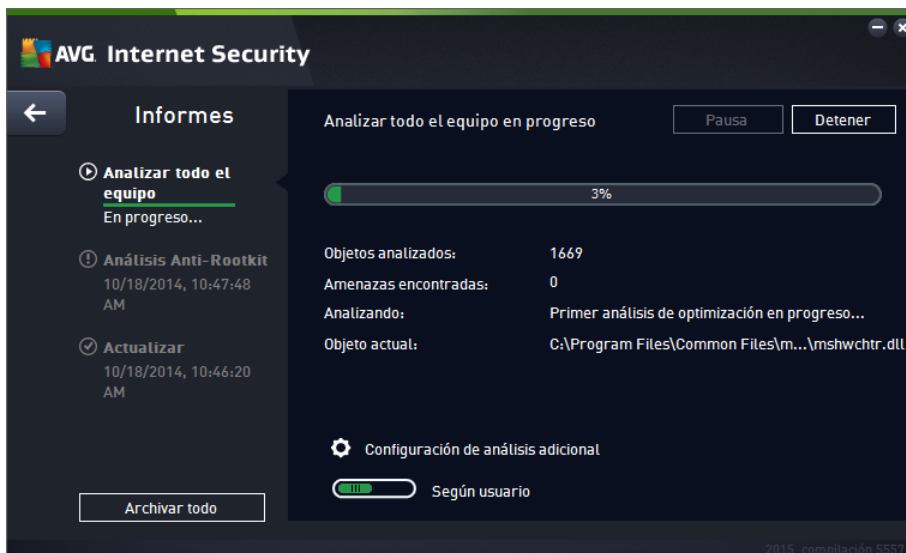 AVG Internet Security
Informes
Analizar todo el
equipo
En progreso...
Análisis Anti-Rootkit
10/18/2014, 10:47:48
AM
Actualizar
10/18/2014, 10:46:20
AM
Archivar todo
Analizar todo el equipo en progreso
Pausa
Detener
3%
Objetos analizados: 1669
Amenazas encontradas: 0
Analizando: Primer análisis de optimización en progreso...
Objeto actual: C:\Program Files\Common Files\m...\mshwchtr.dll
Configuración de análisis adicional
Según usuario
2015, compilación 5557